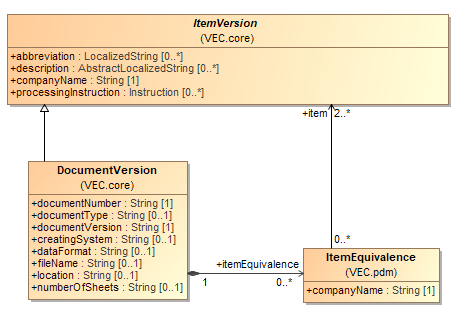 ItemVersion
(VEC.core)
+abbreviation : LocalizedString [0..*]
+description : AbstractLocalizedString [0..*]
+companyName : String [1]
+processingInstruction : Instruction [0..*]
+item 2..*
DocumentVersion
(VEC.core)
+documentNumber : String [1]
+documentType : String [0..1]
+documentVersion : String [1]
+creatingSystem : String [0..1]
+dataFormat : String [0..1]
+fileName : String [0..1]
+location : String [0..1]
+numberOfSheets : String [0..1]
+itemEquivalence
1 0..*
0..*
ItemEquivalence
(VEC.pdm)
+companyName : String [1]